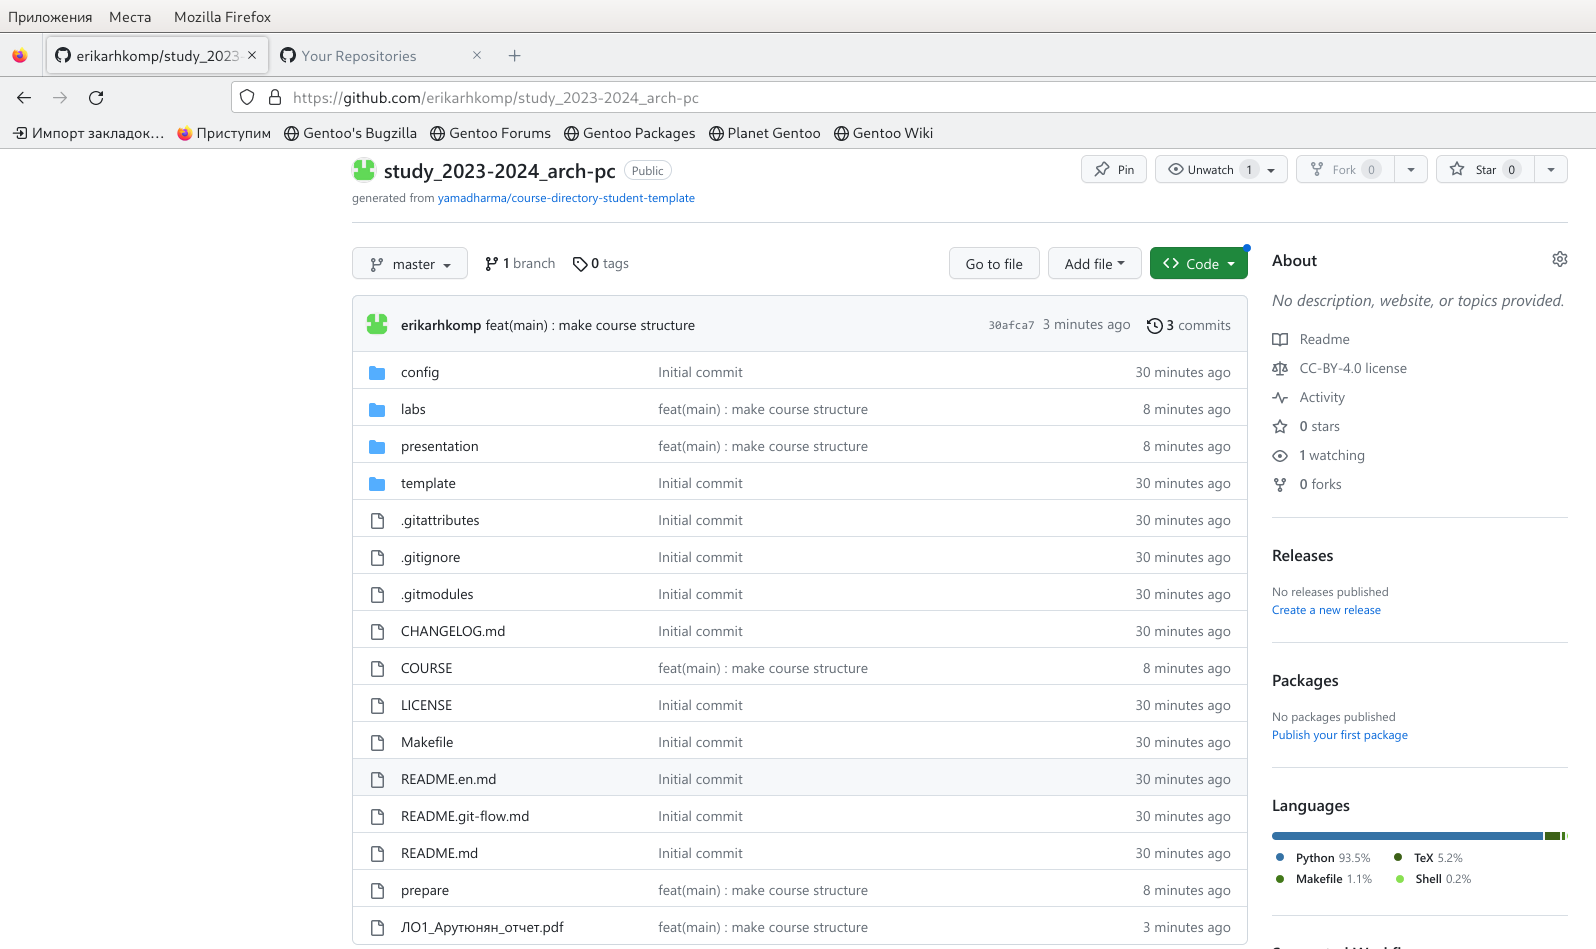 Приложения Места Mozilla Firefox
erikarhkomp/study_2023- Your Repositories
https://github.com/erikarhkomp/study_2023-2024_arch-pc
Импорт закладок… Приступим Gentoo's Bugzilla Gentoo Forums Gentoo Packages Planet Gentoo Gentoo Wiki
study_2023-2024_arch-pc Public Pin Unwatch 1 Fork 0 Star 0
generated from yamadharma/course-directory-student-template
master 1 branch 0 tags Go to file Add file Code
erikarhkomp feat(main) : make course structure 30afca7 3 minutes ago 3 commits
config Initial commit 30 minutes ago
labs feat(main) : make course structure 8 minutes ago
presentation feat(main) : make course structure 8 minutes ago
template Initial commit 30 minutes ago
.gitattributes Initial commit 30 minutes ago
.gitignore Initial commit 30 minutes ago
.gitmodules Initial commit 30 minutes ago
CHANGELOG.md Initial commit 30 minutes ago
COURSE feat(main) : make course structure 8 minutes ago
LICENSE Initial commit 30 minutes ago
Makefile Initial commit 30 minutes ago
README.en.md Initial commit 30 minutes ago
README.git-flow.md Initial commit 30 minutes ago
README.md Initial commit 30 minutes ago
prepare feat(main) : make course structure 8 minutes ago
ЛО1_Арутюнян_отчет.pdf feat(main) : make course structure 3 minutes ago
About
No description, website, or topics provided.
Readme
CC-BY-4.0 license
Activity
0 stars
1 watching
0 forks
Releases
No releases published
Create a new release
Packages
No packages published
Publish your first package
Languages
Python 93.5% TeX 5.2%
Makefile 1.1% Shell 0.2%